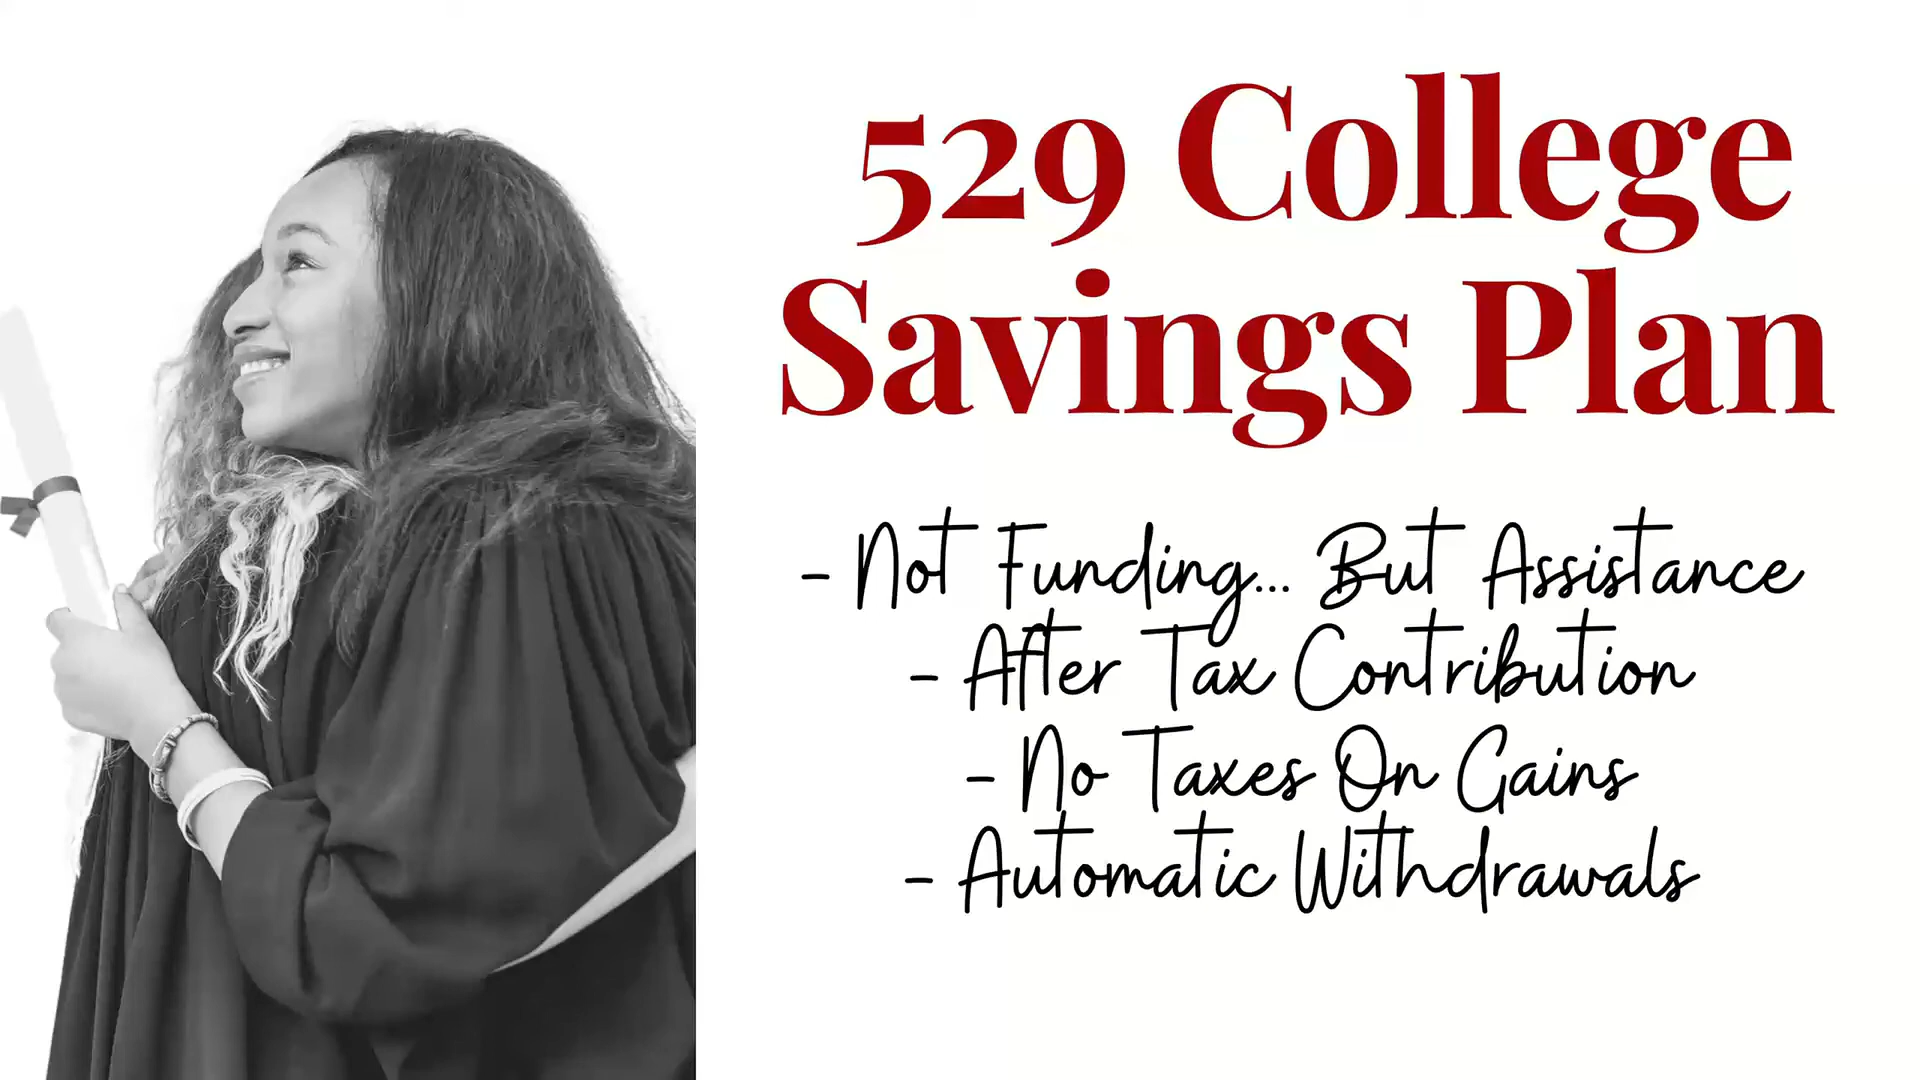 529 College
Savings Plan
- Not Funding... But Assistance
- After Tax Contribution
- No Taxes On Gains
- Automatic Withdrawals